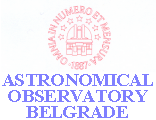 OMNIA IN NUMERO ET MENSURA
1887
ASTRONOMICAL
OBSERVATORY
BELGRADE